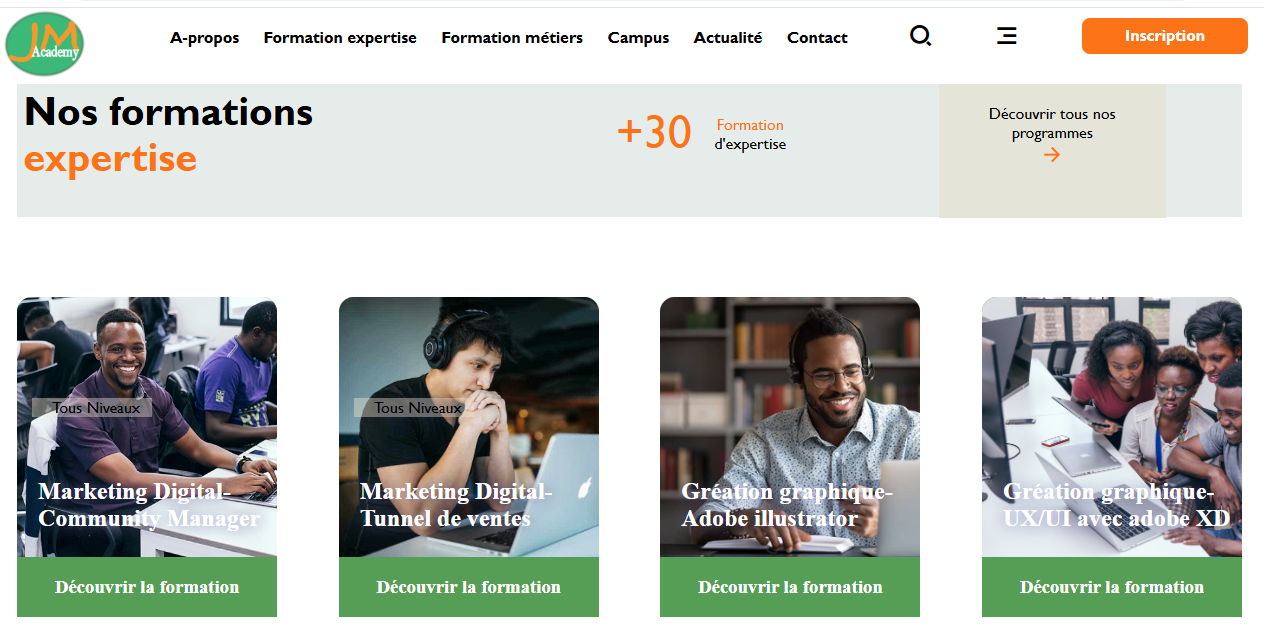 JM
Academy
A-propos Formation expertise Formation métiers Campus Actualité Contact Inscription
Nos formations
expertise
+30 Formation
d'expertise
Découvrir tous nos
programmes
Tous Niveaux
Marketing Digital-
Community Manager
Découvrir la formation
Tous Niveaux
Marketing Digital-
Tunnel de ventes
Découvrir la formation
Gréation graphique-
Adobe illustrator
Découvrir la formation
Gréation graphique-
UX/UI avec adobe XD
Découvrir la formation